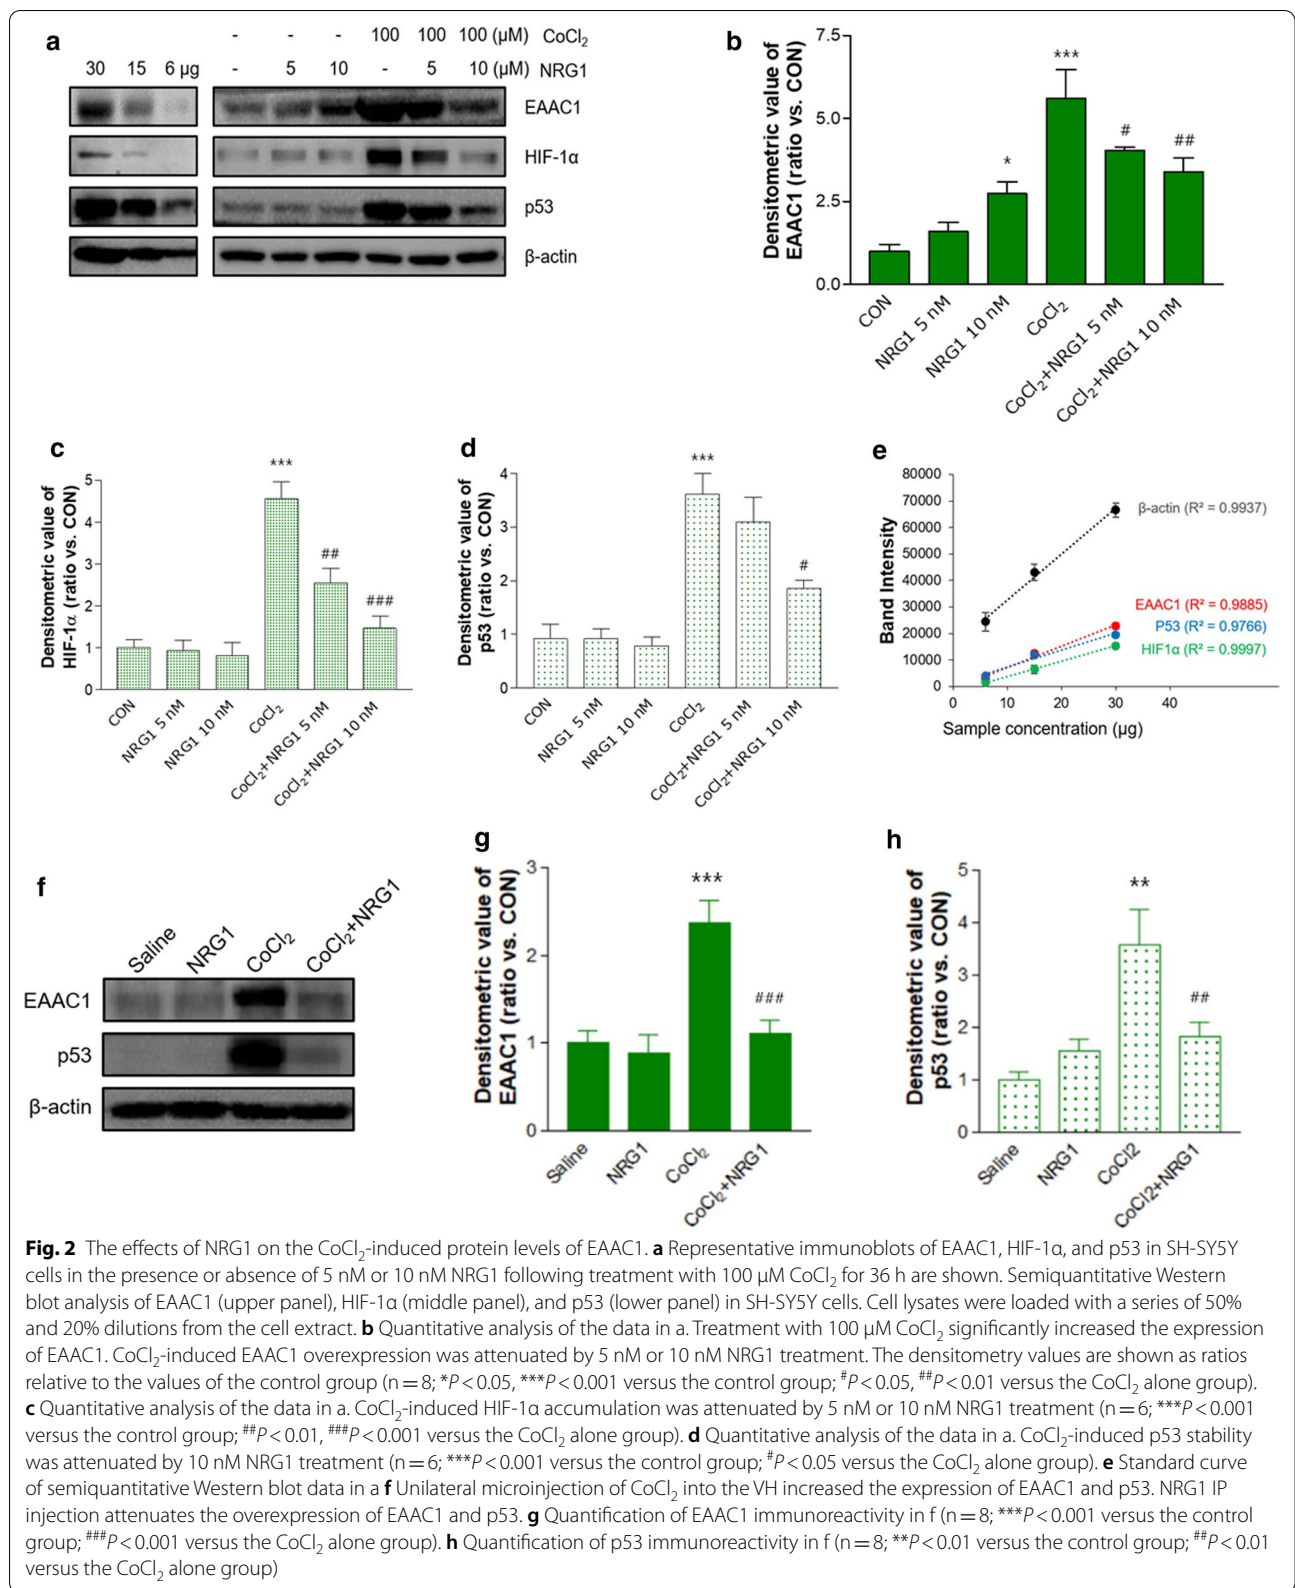 a
- - - 100 100 100 (µM) CoCl₂
30 15 6 µg - 5 10 - 5 10 (µM) NRG1
EAAC1
HIF-1α
p53
β-actin
b
Densitometric value of
EAAC1 (ratio vs. CON)
7.5
5.0
2.5
0.0
*
***
#
##
CON
NRG1 5 nM
NRG1 10 nM
CoCl₂
CoCl₂+NRG1 5 nM
CoCl₂+NRG1 10 nM
c
Densitometric value of
HIF-1α (ratio vs. CON)
5
4
3
2
1
0
***
##
###
CON
NRG1 5 nM
NRG1 10 nM
CoCl₂
CoCl₂+NRG1 5 nM
CoCl₂+NRG1 10 nM
d
Densitometric value of
p53 (ratio vs. CON)
4
3
2
1
0
***
#
CON
NRG1 5 nM
NRG1 10 nM
CoCl₂
CoCl₂+NRG1 5 nM
CoCl₂+NRG1 10 nM
e
Band Intensity
80000
70000
60000
50000
40000
30000
20000
10000
0
β-actin (R² = 0.9937)
EAAC1 (R² = 0.9885)
P53 (R² = 0.9766)
HIF1α (R² = 0.9997)
0 10 20 30 40
Sample concentration (µg)
f
Saline
NRG1
CoCl₂
CoCl₂+NRG1
EAAC1
p53
β-actin
g
Densitometric value of
EAAC1 (ratio vs. CON)
3
2
1
0
***
###
Saline
NRG1
CoCl₂
CoCl₂+NRG1
h
Densitometric value of
p53 (ratio vs. CON)
5
4
3
2
1
0
**
##
Saline
NRG1
CoCl2
CoCl2+NRG1
Fig. 2 The effects of NRG1 on the CoCl₂-induced protein levels of EAAC1. a Representative immunoblots of EAAC1, HIF-1α, and p53 in SH-SY5Y
cells in the presence or absence of 5 nM or 10 nM NRG1 following treatment with 100 µM CoCl₂ for 36 h are shown. Semiquantitative Western
blot analysis of EAAC1 (upper panel), HIF-1α (middle panel), and p53 (lower panel) in SH-SY5Y cells. Cell lysates were loaded with a series of 50%
and 20% dilutions from the cell extract. b Quantitative analysis of the data in a. Treatment with 100 µM CoCl₂ significantly increased the expression
of EAAC1. CoCl₂-induced EAAC1 overexpression was attenuated by 5 nM or 10 nM NRG1 treatment. The densitometry values are shown as ratios
relative to the values of the control group (n = 8; *P < 0.05, ***P < 0.001 versus the control group; #P < 0.05, ##P < 0.01 versus the CoCl₂ alone group).
c Quantitative analysis of the data in a. CoCl₂-induced HIF-1α accumulation was attenuated by 5 nM or 10 nM NRG1 treatment (n = 6; ***P < 0.001
versus the control group; ##P < 0.01, ###P < 0.001 versus the CoCl₂ alone group). d Quantitative analysis of the data in a. CoCl₂-induced p53 stability
was attenuated by 10 nM NRG1 treatment (n = 6; ***P < 0.001 versus the control group; #P < 0.05 versus the CoCl₂ alone group). e Standard curve
of semiquantitative Western blot data in a f Unilateral microinjection of CoCl₂ into the VH increased the expression of EAAC1 and p53. NRG1 IP
injection attenuates the overexpression of EAAC1 and p53. g Quantification of EAAC1 immunoreactivity in f (n = 8; ***P < 0.001 versus the control
group; ###P < 0.001 versus the CoCl₂ alone group). h Quantification of p53 immunoreactivity in f (n = 8; **P < 0.01 versus the control group; ##P < 0.01
versus the CoCl₂ alone group)